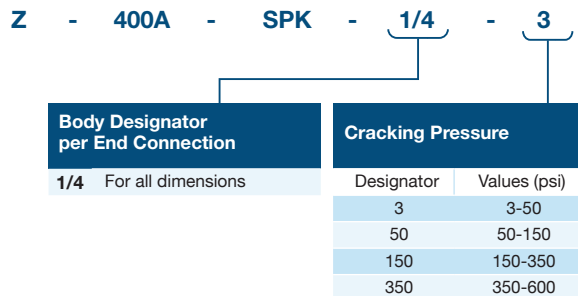 Z - 400A - SPK - 1/4 - 3
Body Designator
per End Connection
1/4 For all dimensions
Cracking Pressure
Designator Values (psi)
3 3-50
50 50-150
150 150-350
350 350-600